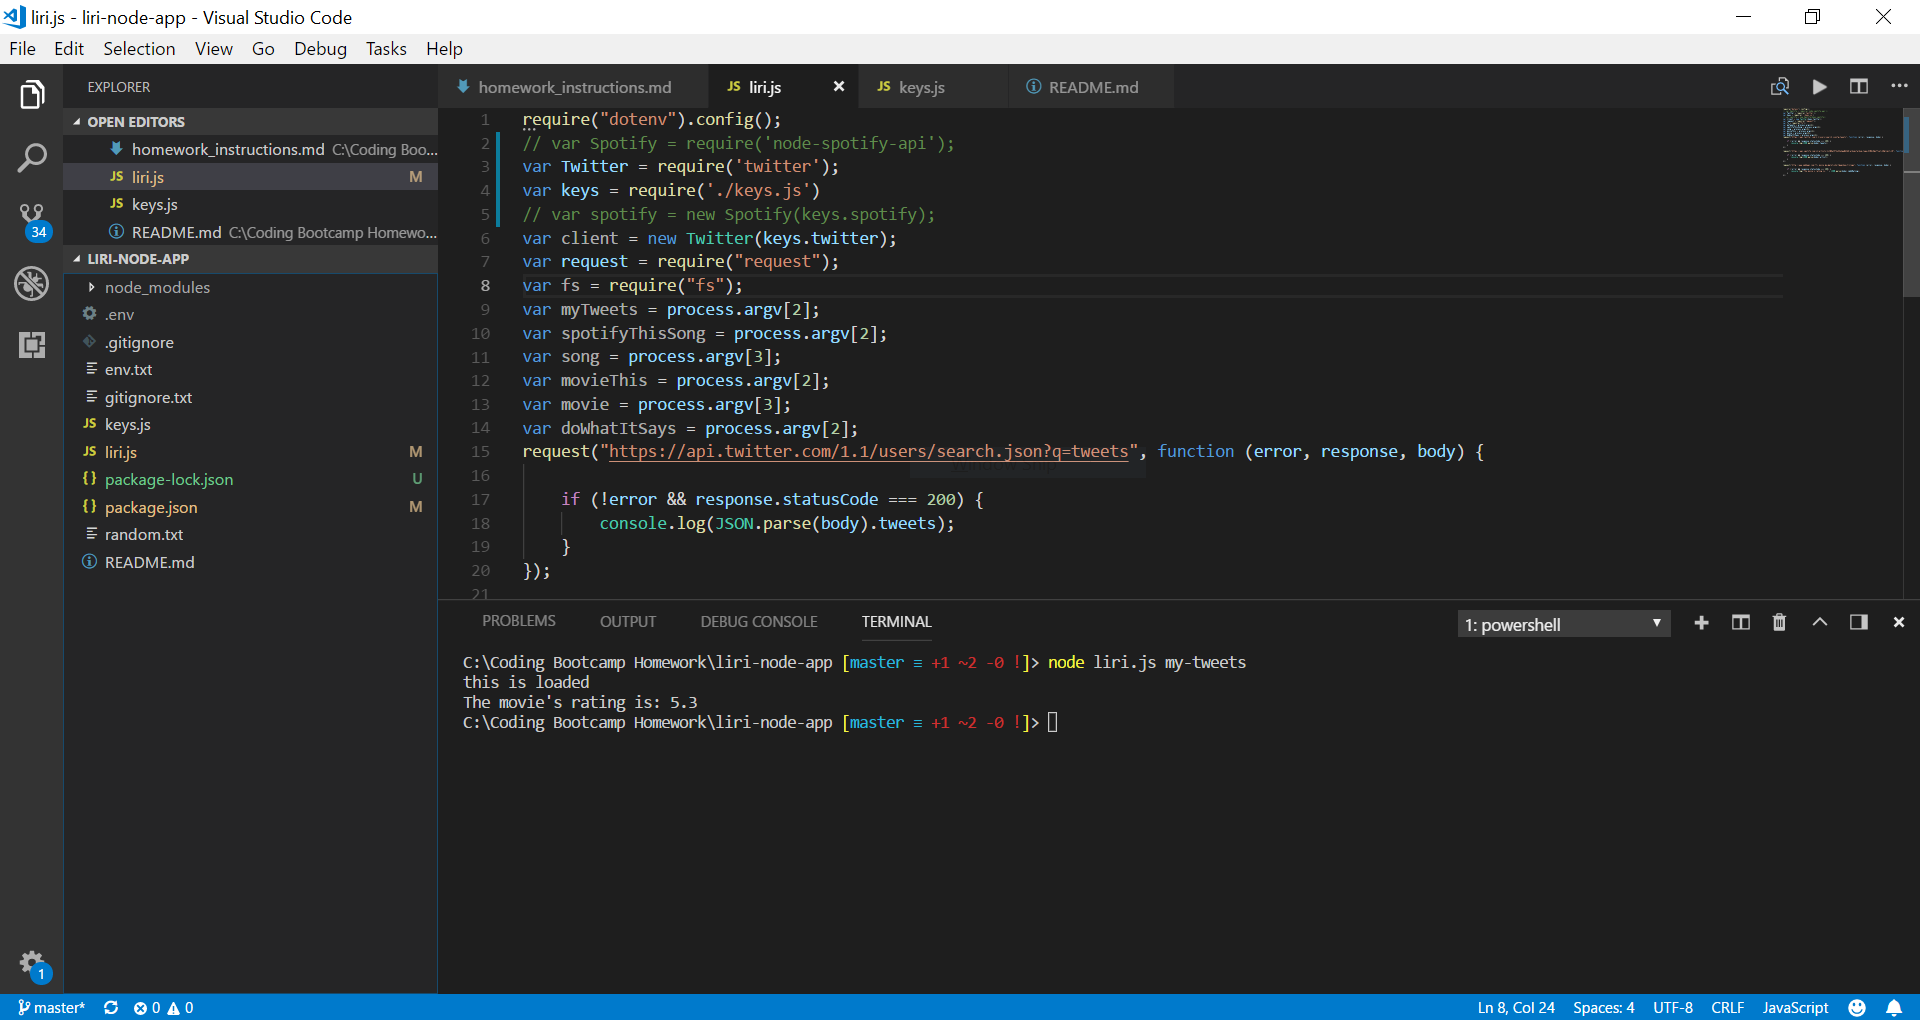 liri.js - liri-node-app - Visual Studio Code
File Edit Selection View Go Debug Tasks Help
EXPLORER
OPEN EDITORS
homework_instructions.md C:\Coding Boo...
JS liri.js M
JS keys.js
README.md C:\Coding Bootcamp Homewo...
34
LIRI-NODE-APP
node_modules
.env
.gitignore
env.txt
gitignore.txt
JS keys.js
JS liri.js M
{} package-lock.json U
{} package.json M
random.txt
README.md
1
homework_instructions.md JS liri.js JS keys.js README.md
1 require("dotenv").config();
2 // var Spotify = require('node-spotify-api');
3 var Twitter = require('twitter');
4 var keys = require('./keys.js')
5 // var spotify = new Spotify(keys.spotify);
6 var client = new Twitter(keys.twitter);
7 var request = require("request");
8 var fs = require("fs");
9 var myTweets = process.argv[2];
10 var spotifyThisSong = process.argv[2];
11 var song = process.argv[3];
12 var movieThis = process.argv[2];
13 var movie = process.argv[3];
14 var doWhatItSays = process.argv[2];
15 request("https://api.twitter.com/1.1/users/search.json?q=tweets", function (error, response, body) {
Window Snip
16
17 if (!error && response.statusCode === 200) {
18 console.log(JSON.parse(body).tweets);
19 }
20 });
21
PROBLEMS OUTPUT DEBUG CONSOLE TERMINAL 1: powershell
C:\Coding Bootcamp Homework\liri-node-app [master ≡ +1 ~2 -0 !]> node liri.js my-tweets
this is loaded
The movie's rating is: 5.3
C:\Coding Bootcamp Homework\liri-node-app [master ≡ +1 ~2 -0 !]>
master* 0 0 Ln 8, Col 24 Spaces: 4 UTF-8 CRLF JavaScript